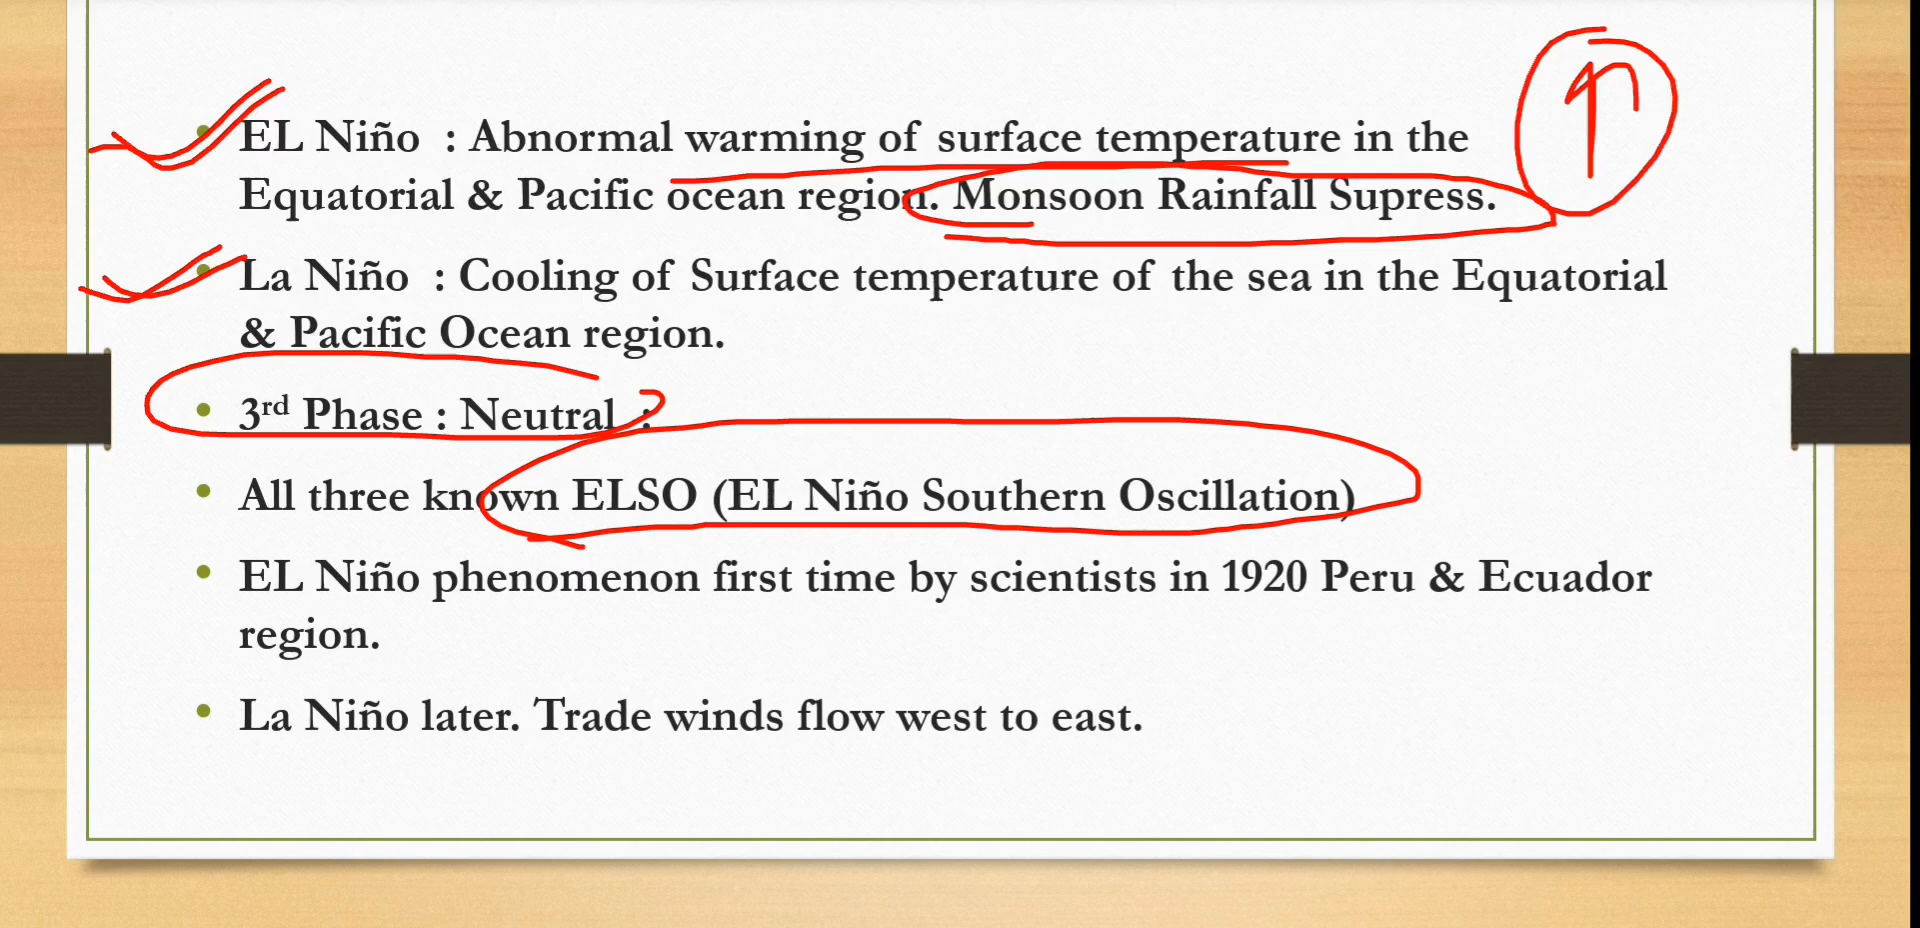 EL Niño : Abnormal warming of surface temperature in the
Equatorial & Pacific ocean region. Monsoon Rainfall Supress.
La Niño : Cooling of Surface temperature of the sea in the Equatorial
& Pacific Ocean region.
3rd Phase : Neutral :
All three known ELSO (EL Niño Southern Oscillation)
EL Niño phenomenon first time by scientists in 1920 Peru & Ecuador
region.
La Niño later. Trade winds flow west to east.